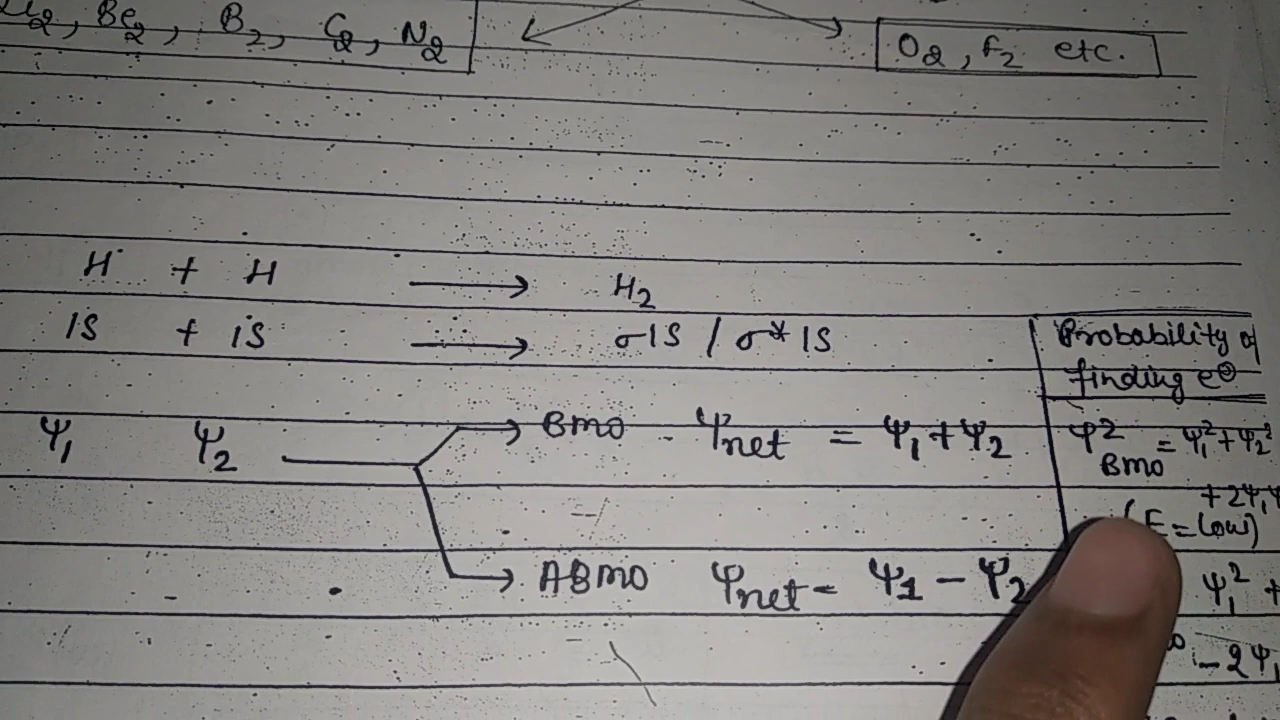 Be₂, B₂, C₂, N₂
O₂, F₂ etc.
H + H ⟶ H₂
1S + 1S ⟶ σ1S / σ*1S
Probability of
finding e⊖
Ψ₁ Ψ₂ ⟶ BMO Ψnet = Ψ₁+Ψ₂
Ψ²BMO = Ψ₁²+Ψ₂²
+2Ψ₁Ψ
(E = low)
ABMO Ψnet = Ψ₁ - Ψ₂
Ψ₁² +
-2Ψ₁